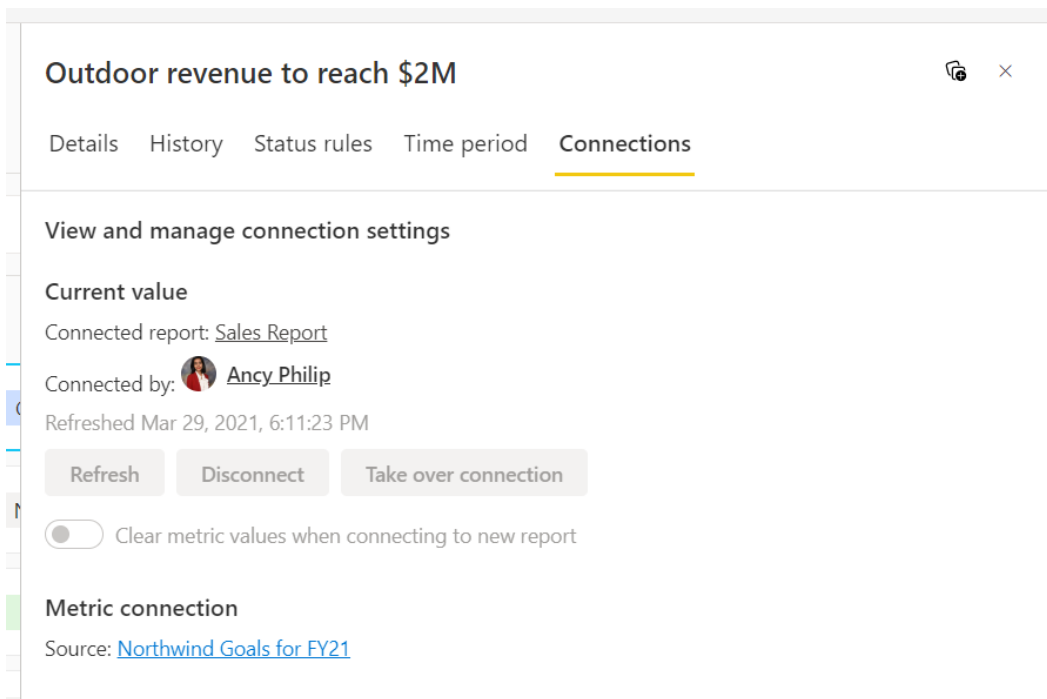 Outdoor revenue to reach $2M
Details History Status rules Time period Connections
View and manage connection settings
Current value
Connected report: Sales Report
Connected by: Ancy Philip
Refreshed Mar 29, 2021, 6:11:23 PM
Refresh Disconnect Take over connection
Clear metric values when connecting to new report
Metric connection
Source: Northwind Goals for FY21